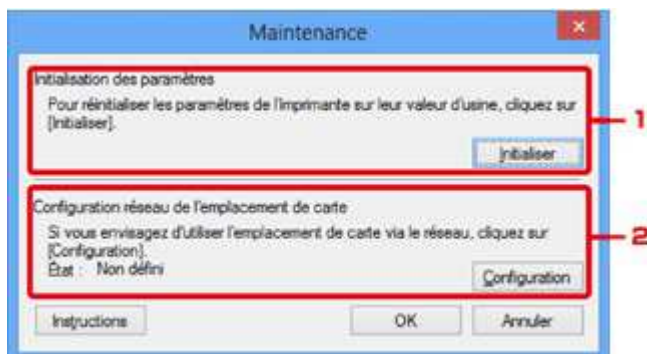 Maintenance
Initialisation des paramètres
Pour réinitialiser les paramètres de l'imprimante sur leur valeur d'usine, cliquez sur
[Initialiser].
1
Initialiser
Configuration réseau de l'emplacement de carte
Si vous envisagez d'utiliser l'emplacement de carte via le réseau, cliquez sur
[Configuration].
2
État : Non défini
Configuration
Instructions
OK
Annuler